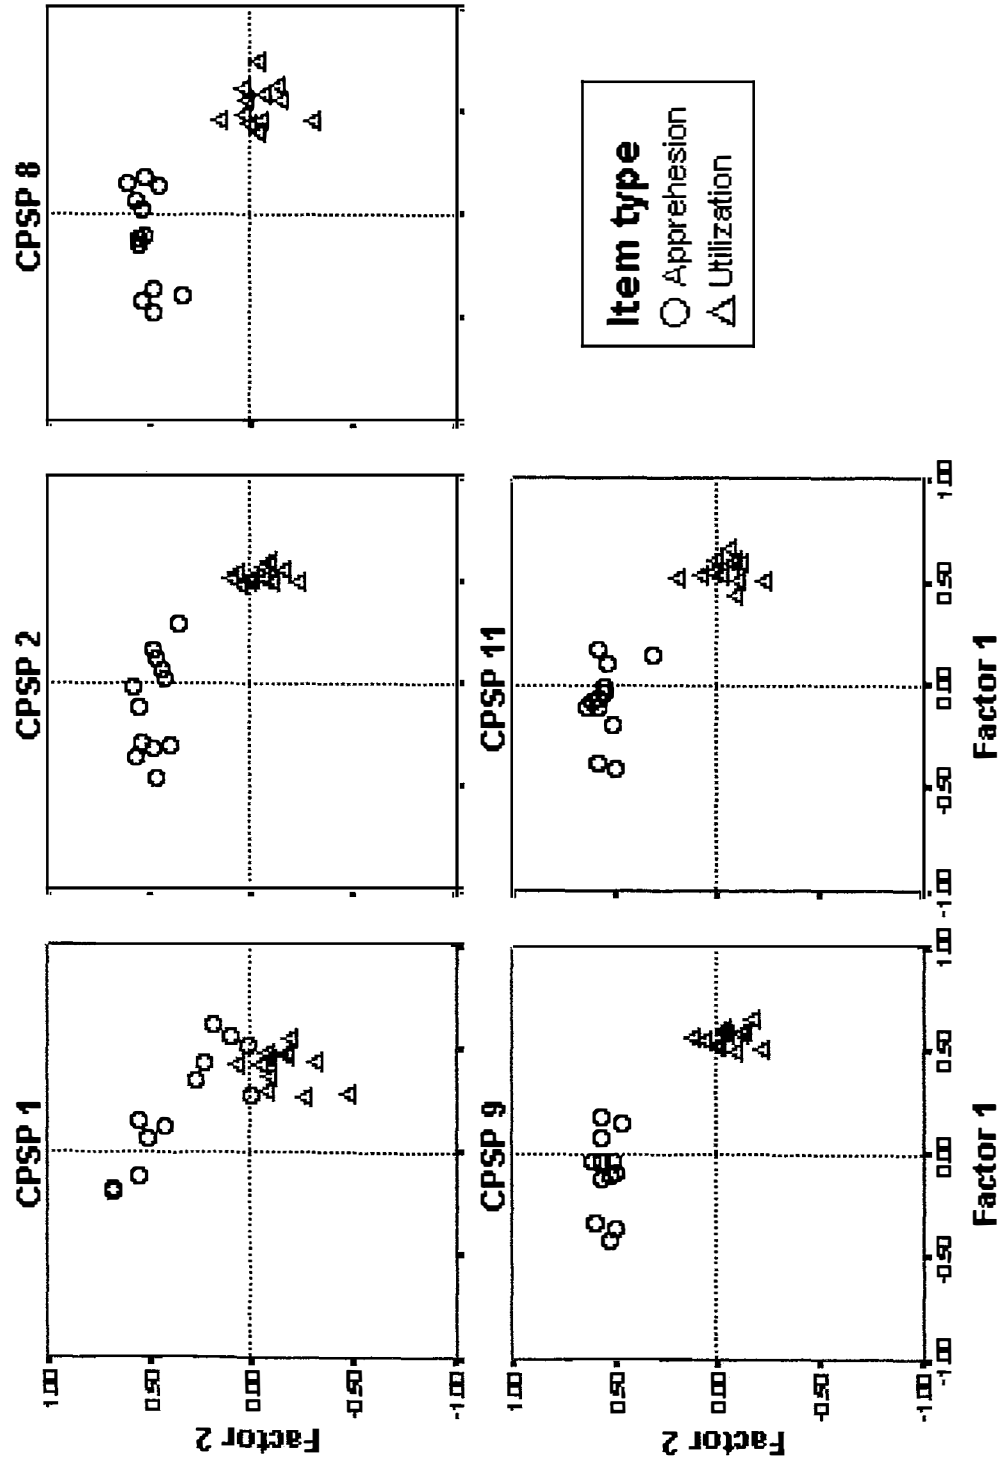 CPSP 1
CPSP 2
CPSP 8
1.00
0.50
0.00
-0.50
-1.00
Factor 2
CPSP 9
CPSP 11
1.00
0.50
0.00
-0.50
-1.00
Factor 2
-1.00
-0.50
0.00
0.50
1.00
-1.00
-0.50
0.00
0.50
1.00
Factor 1
Factor 1
Item type
Apprehesion
Utilization